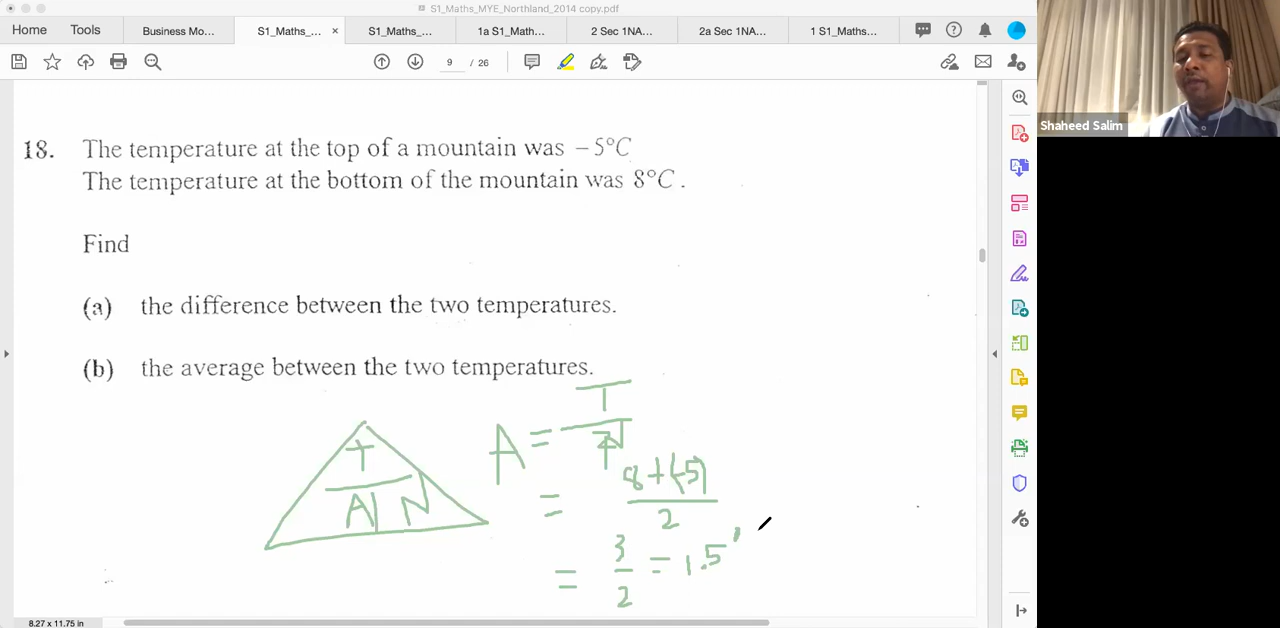 S1_Maths_MYE_Northland_2014 copy.pdf
Home Tools Business Mo... S1_Maths_... × S1_Maths_... 1a S1_Math... 2 Sec 1NA... 2a Sec 1NA... 1 S1_Maths...
9 / 26
Shaheed Salim
18. The temperature at the top of a mountain was −5°C
The temperature at the bottom of the mountain was 8°C.
Find
(a) the difference between the two temperatures.
(b) the average between the two temperatures.
T
A N
A = T/N
= 8+(-5)/2
= 3/2 = 1.5°
8.27 x 11.75 in